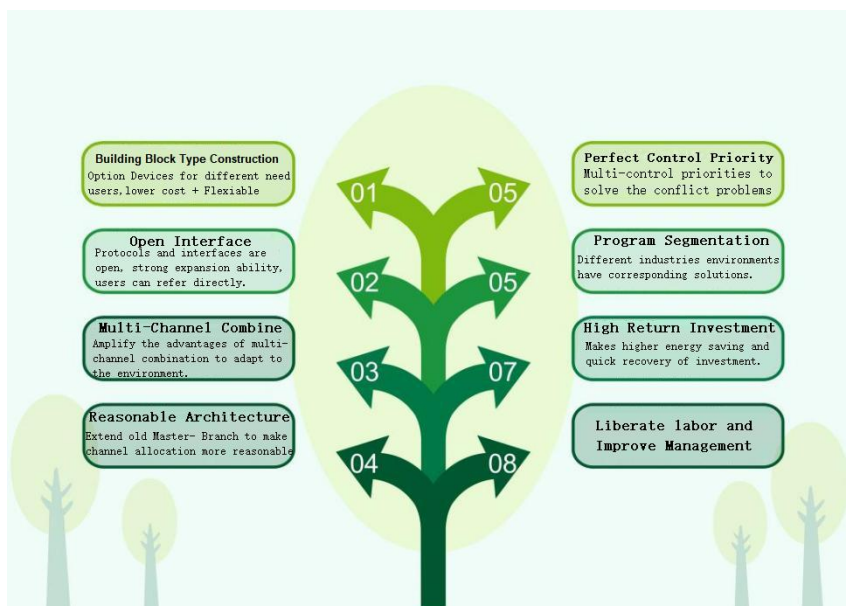 Building Block Type Construction
Option Devices for different need
users,lower cost + Flexiable
01
Open Interface
Protocols and interfaces are
open, strong expansion ability,
users can refer directly.
02
Multi-Channel Combine
Amplify the advantages of multi-
channel combination to adapt to
the environment.
03
Reasonable Architecture
Extend old Master- Branch to make
channel allocation more reasonable
04
Perfect Control Priority
Multi-control priorities to
solve the conflict problems
05
Program Segmentation
Different industries environments
have corresponding solutions.
05
High Return Investment
Makes higher energy saving and
quick recovery of investment.
07
Liberate labor and
Improve Management
08